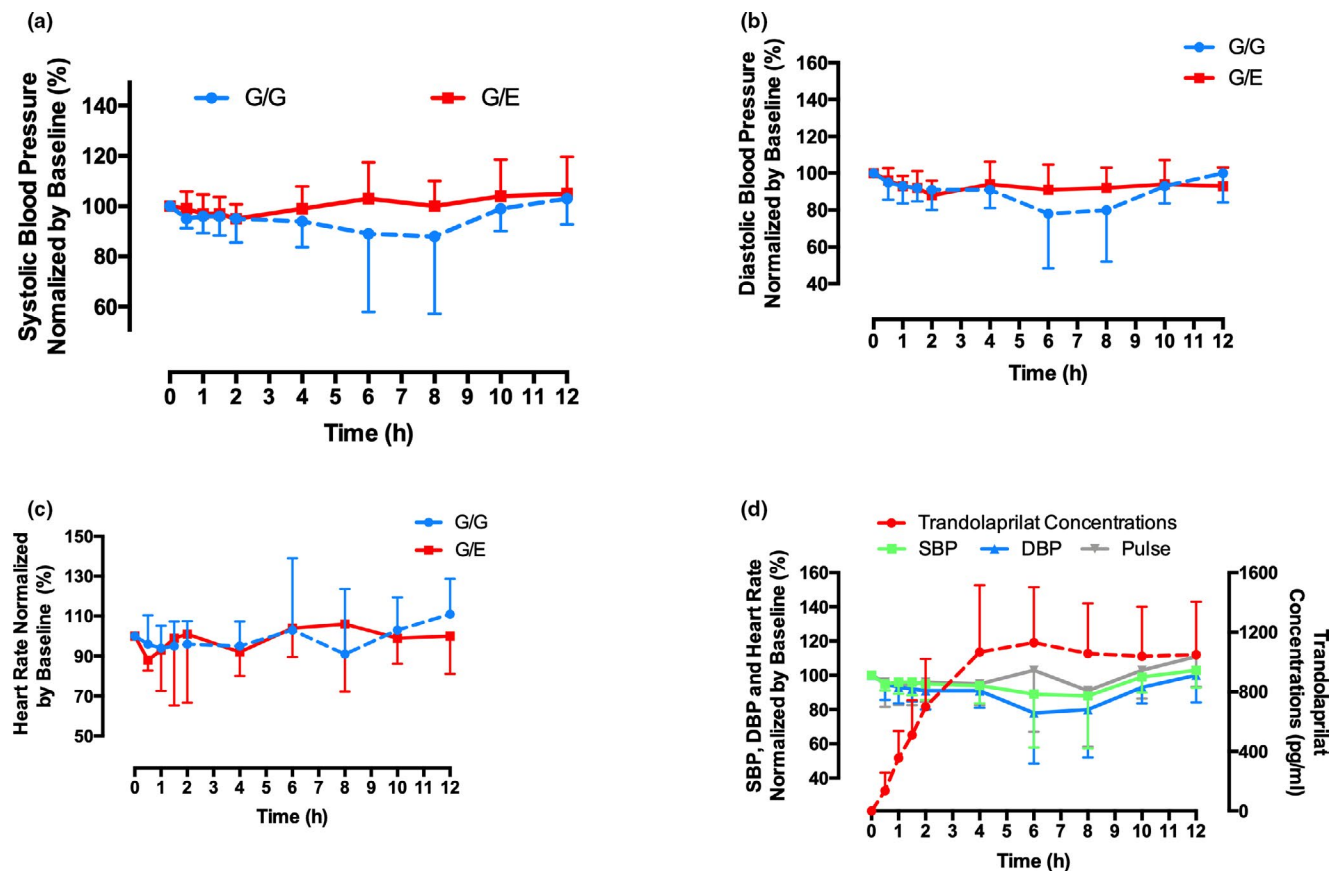 (a)
Systolic Blood Pressure
Nomalized by Baseline (%)
G/G
G/E
140
120
100
80
60
0 1 2 3 4 5 6 7 8 9 10 11 12
Time (h)
(b)
Diastolic Blood Pressure
Normalized by Baseline (%)
G/G
G/E
160
140
120
100
80
60
40
0 1 2 3 4 5 6 7 8 9 10 11 12
Time (h)
(c)
Heart Rate Normalized
by Baseline (%)
G/G
G/E
150
130
110
90
70
50
0 1 2 3 4 5 6 7 8 9 10 11 12
Time (h)
(d)
Trandolaprilat Concentrations
SBP DBP Pulse
SBP, DBP and Heart Rate
Normalized by Baseline (%)
160
140
120
100
80
60
40
1600
1200
800
400
0
Trandolaprilat
Concentrations (pg/ml)
0 1 2 3 4 5 6 7 8 9 10 11 12
Time (h)